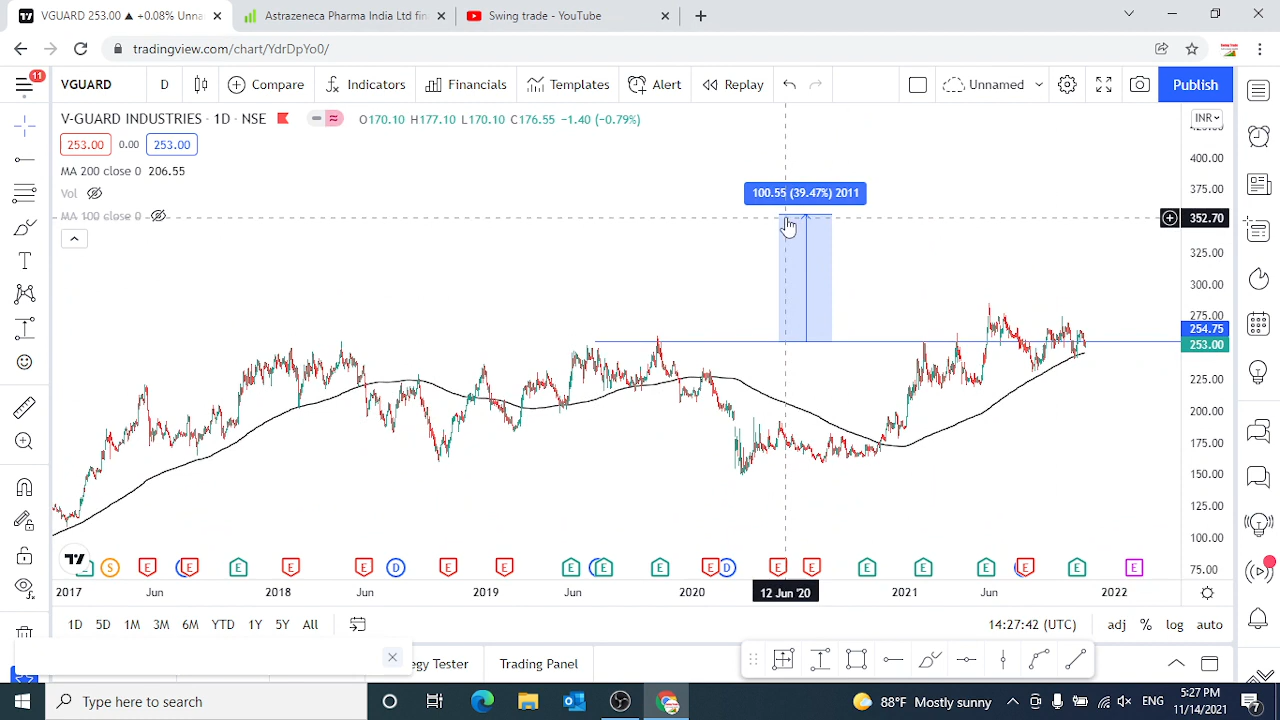 VGUARD 253.00 ▲ +0.08% Unna
Astrazeneca Pharma India Ltd fin
Swing trade - YouTube
tradingview.com/chart/YdrDpYo0/
11
VGUARD
D
Compare
Indicators
Financials
Templates
Alert
Replay
Unnamed
Publish
V-GUARD INDUSTRIES · 1D · NSE
O170.10 H177.10 L170.10 C176.55 −1.40 (−0.79%)
INR
253.00
0.00
253.00
MA 200 close 0 206.55
Vol
MA 100 close 0
100.55 (39.47%) 2011
400.00
375.00
352.70
325.00
300.00
275.00
254.75
253.00
225.00
200.00
175.00
150.00
125.00
100.00
75.00
S E E E E D E E E E E E D E E E E E E E E
2017 Jun 2018 Jun 2019 Jun 2020 12 Jun '20 2021 Jun 2022
1D 5D 1M 3M 6M YTD 1Y 5Y All
14:27:42 (UTC)
adj % log auto
egy Tester
Trading Panel
Type here to search
88°F Mostly sunny
ENG
5:27 PM
11/14/2021
7